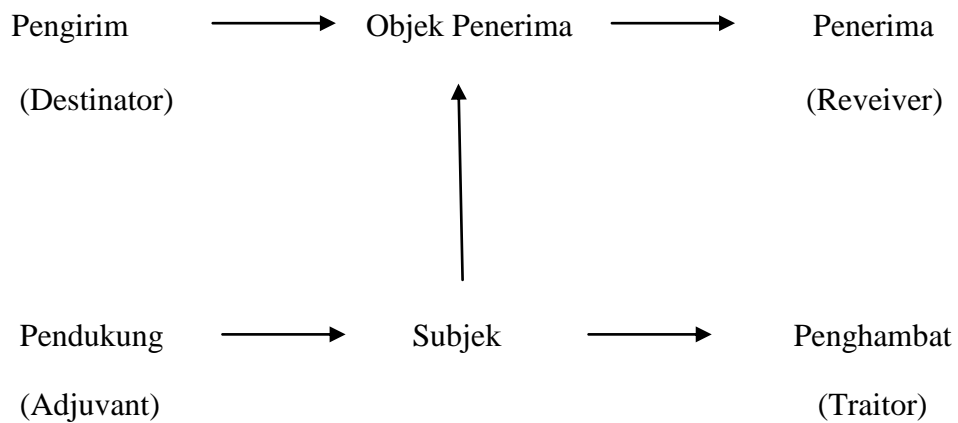 Pengirim Objek Penerima Penerima
(Destinator) (Reveiver)
Pendukung Subjek Penghambat
(Adjuvant) (Traitor)